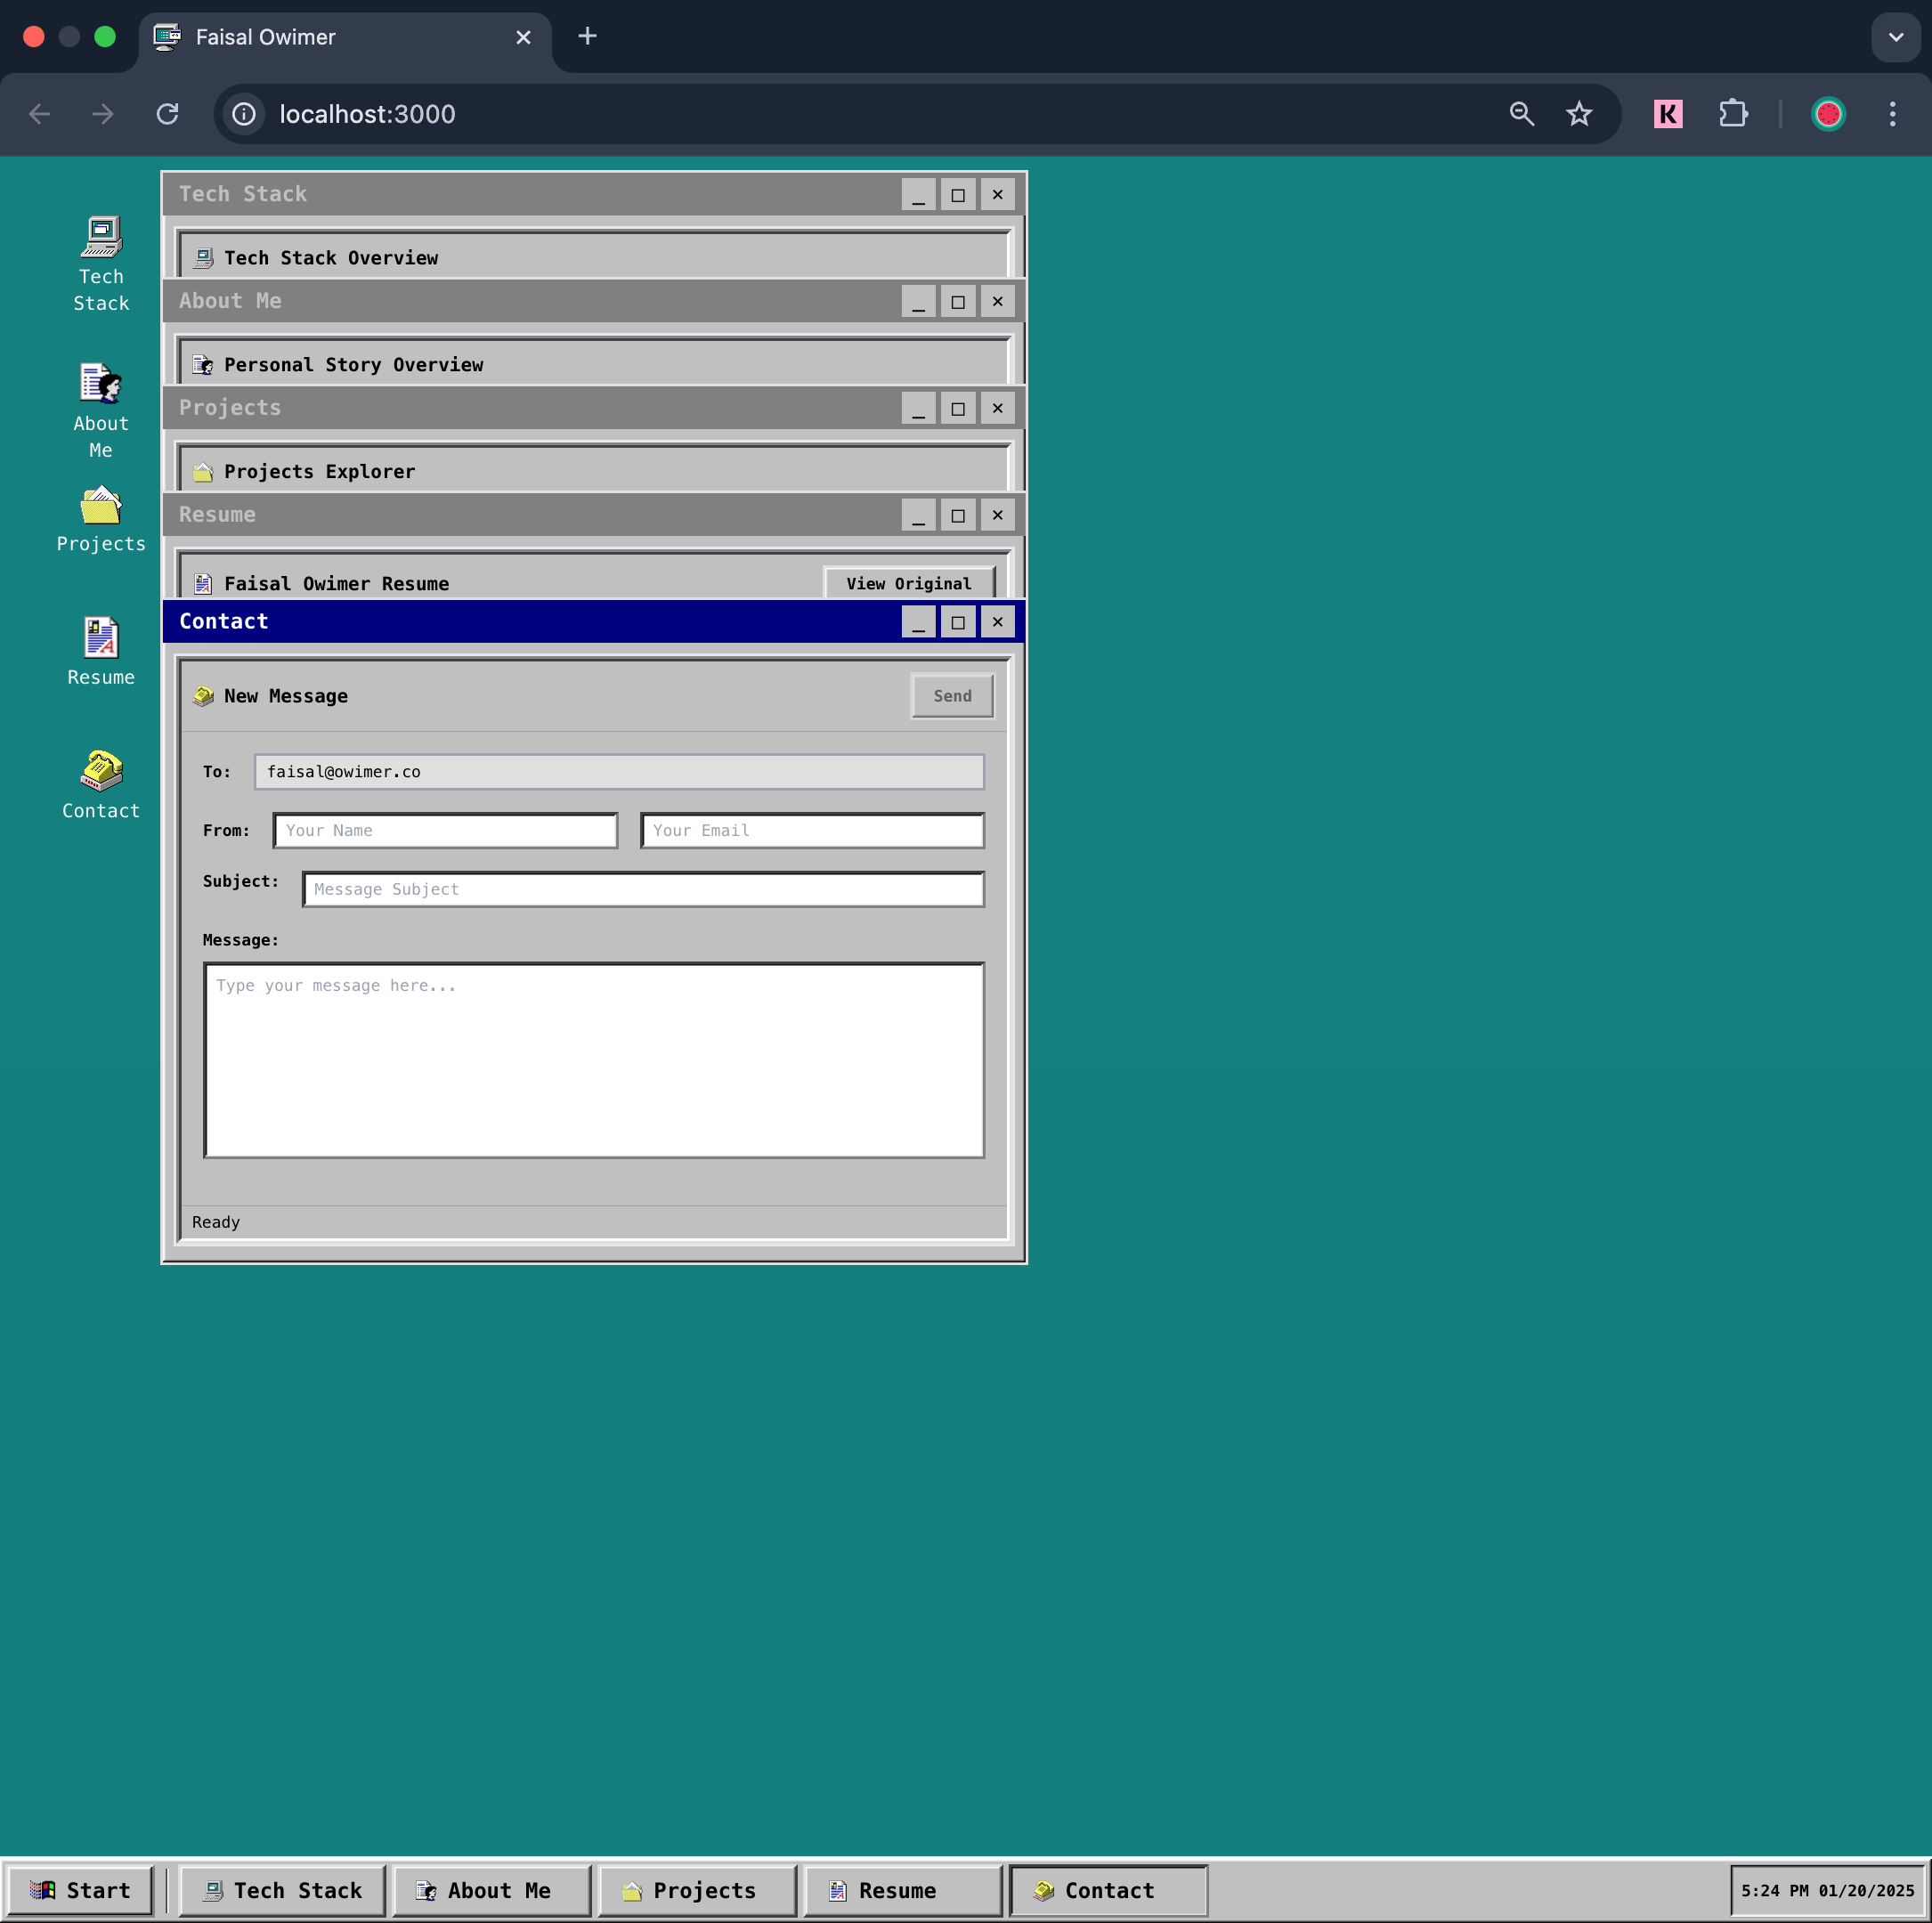 Faisal Owimer
localhost:3000
Tech
Stack
About
Me
Projects
Resume
Contact
Tech Stack
Tech Stack Overview
About Me
Personal Story Overview
Projects
Projects Explorer
Resume
Faisal Owimer Resume
View Original
Contact
New Message
Send
To: faisal@owimer.co
From: Your Name Your Email
Subject: Message Subject
Message:
Type your message here...
Ready
Start Tech Stack About Me Projects Resume Contact 5:24 PM 01/20/2025